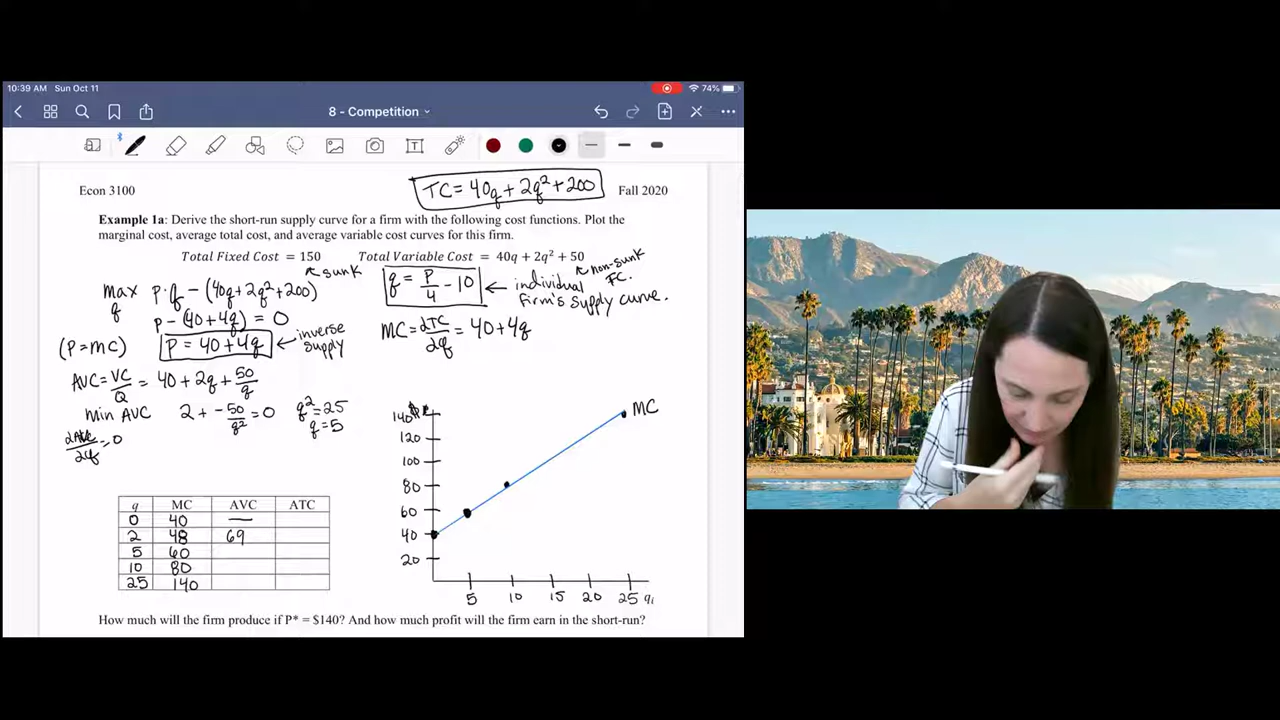 10:39 AM Sun Oct 11
74%
8 - Competition
Econ 3100
TC = 40q + 2q² + 200
Fall 2020
Example 1a: Derive the short-run supply curve for a firm with the following cost functions. Plot the
marginal cost, average total cost, and average variable cost curves for this firm.
Total Fixed Cost = 150
Total Variable Cost = 40q + 2q² + 50
sunk
non-sunk
FC.
max p·q − (40q + 2q² + 200)
q
p − (40 + 4q) = 0
(P = MC)
P = 40 + 4q
inverse
supply
q = P/4 − 10
individual
firm's supply curve.
MC = ∂TC/∂q = 40 + 4q
AVC = VC/Q = 40 + 2q + 50/q
min AVC
2 + −50/q² = 0
q² = 25
q = 5
∂AVC/∂q = 0
q MC AVC ATC
0 40 —
2 48 69
5 60
10 80
25 140
140
120
100
80
60
40
20
MC
5 10 15 20 25 qi
How much will the firm produce if P* = $140? And how much profit will the firm earn in the short-run?